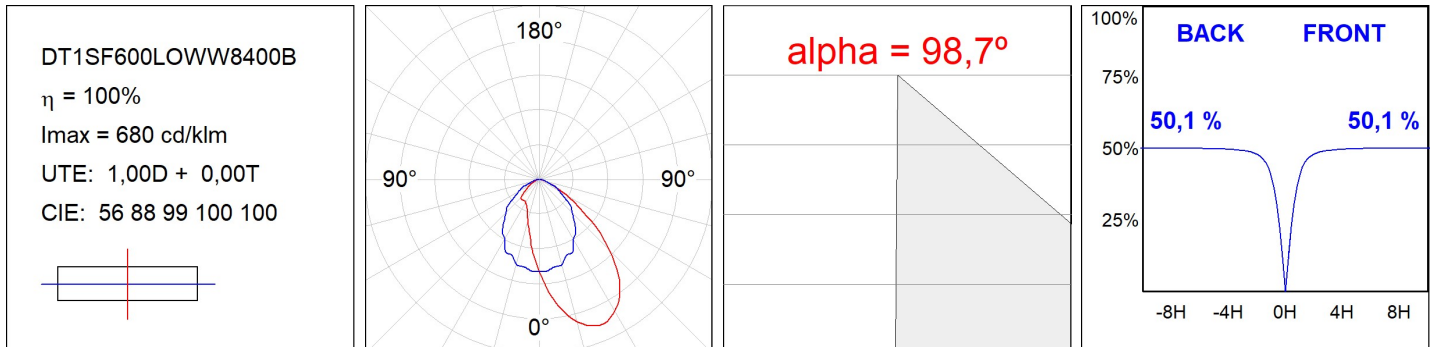 DT1SF600LOWW8400B
η = 100%
Imax = 680 cd/klm
UTE: 1,00D + 0,00T
CIE: 56 88 99 100 100
180°
90° 90°
0°
alpha = 98,7º
100%
BACK FRONT
75%
50,1 % 50,1 %
50%
25%
-8H -4H 0H 4H 8H